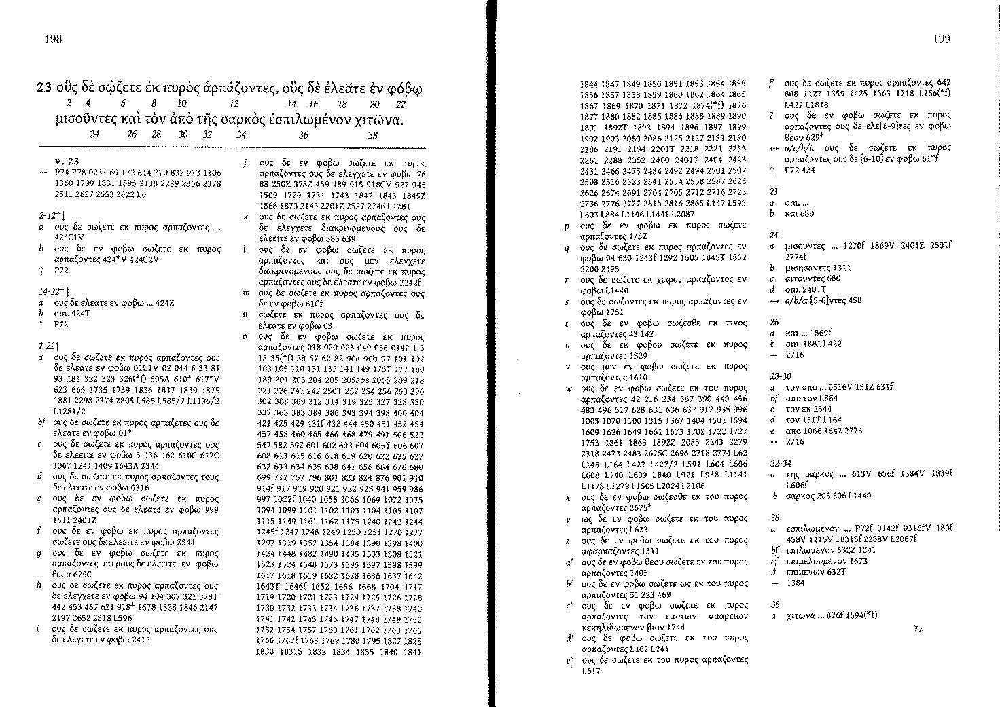 198
23 οὓς δὲ σῴζετε ἐκ πυρὸς ἁρπάζοντες, οὓς δὲ ἐλεᾶτε ἐν φόβῳ
2 4 6 8 10 12 14 16 18 20 22
μισοῦντες καὶ τὸν ἀπὸ τῆς σαρκὸς ἐσπιλωμένον χιτῶνα.
24 26 28 30 32 34 36 38
v. 23
– P74 P78 0251 69 172 614 720 832 913 1106
1360 1799 1831 1895 2138 2289 2356 2378
2511 2627 2653 2822 L6
2-12↑↓
a ους δε σωζετε εκ πυρος αρπαζοντες ...
424C1V
b ους δε εν φοβω σωζετε εκ πυρος
αρπαζοντες 424*V 424C2V
↑ P72
14-22↑↓
a ους δε ελεατε εν φοβω ... 424Z
b om. 424T
↑ P72
2-22↑
a ους δε σωζετε εκ πυρος αρπαζοντες ους
δε ελεατε εν φοβω 01C1V 02 044 6 33 81
93 181 322 323 326(*f) 605A 610* 617*V
623 665 1735 1739 1836 1837 1839 1875
1881 2298 2374 2805 L585 L585/2 L1196/2
L1281/2
bf ους δε σωζετε εκ πυρος αρπαζετες ους δε
ελεατε εν φοβω 01*
c ους δε σωζετε εκ πυρος αρπαζοντες ους
δε ελεειτε εν φοβω 5 436 462 610C 617C
1067 1241 1409 1643A 2344
d ους δε σωζετε εκ πυρος αρπαζοντες τους
δε ελεειτε εν φοβω 0316
e ους δε εν φοβω σωζετε εκ πυρος
αρπαζοντες ους δε ελεατε εν φοβω 999
1611 2401Z
f ους δε εν φοβω εκ πυρος αρπαζοντες
σωζετε ους δε ελεειτε εν φοβω 2544
g ους δε εν φοβω σωζετε εκ πυρος
αρπαζοντες ετερους δε ελεειτε εν φοβω
θεου 629C
h ους δε σωζετε εκ πυρος αρπαζοντες ους
δε ελεγχετε εν φοβω 94 104 307 321 378T
442 453 467 621 918* 1678 1838 1846 2147
2197 2652 2818 L596
i ους δε σωζετε εκ πυρος αρπαζοντες ους
δε ελεγετε εν φοβω 2412
j ους δε εν φοβω σωζετε εκ πυρος
αρπαζοντες ους δε ελεγχετε εν φοβω 76
88 250Z 378Z 459 489 915 918CV 927 945
1509 1729 1731 1743 1842 1843 1845Z
1868 1873 2143 2201Z 2527 2746 L1281
k ους δε σωζετε εκ πυρος αρπαζοντες ους
δε ελεγχετε διακρινομενους ους δε
ελεειτε εν φοβω 385 639
l ους δε εν φοβω σωζετε εκ πυρος
αρπαζοντες και ους μεν ελεγχετε
διακρινομενους ους δε σωζετε εκ πυρος
αρπαζοντες ους δε ελεατε εν φοβω 2242f
m ους δε σωζετε εκ πυρος αρπαζοντες ους
δε εν φοβω 61Cf
n σωζετε εκ πυρος αρπαζοντες ους δε
ελεατε εν φοβω 03
o ους δε εν φοβω σωζετε εκ πυρος
αρπαζοντες 018 020 025 049 056 0142 1 3
18 35(*f) 38 57 62 82 90a 90b 97 101 102
103 105 110 131 133 141 149 175T 177 180
189 201 203 204 205 205abs 206S 209 218
221 226 241 242 250T 252 254 256 263 296
302 308 309 312 314 319 325 327 328 330
337 363 383 384 386 393 394 398 400 404
421 425 429 431f 432 444 450 451 452 454
457 458 460 465 466 468 479 491 506 522
547 582 592 601 602 603 604 605T 606 607
608 613 615 616 618 619 620 622 625 627
632 633 634 635 638 641 656 664 676 680
699 712 757 796 801 823 824 876 901 910
914f 917 919 920 921 922 928 941 959 986
997 1022f 1040 1058 1066 1069 1072 1075
1094 1099 1101 1102 1103 1104 1105 1107
1115 1149 1161 1162 1175 1240 1242 1244
1245f 1247 1248 1249 1250 1251 1270 1277
1297 1319 1352 1354 1384 1390 1398 1400
1424 1448 1482 1490 1495 1503 1508 1521
1523 1524 1548 1573 1595 1597 1598 1599
1617 1618 1619 1622 1628 1636 1637 1642
1643T 1646f 1652 1656 1668 1704 1717
1719 1720 1721 1723 1724 1725 1726 1728
1730 1732 1733 1734 1736 1737 1738 1740
1741 1742 1745 1746 1747 1748 1749 1750
1752 1754 1757 1760 1761 1762 1763 1765
1766 1767f 1768 1769 1780 1795 1827 1828
1830 1831S 1832 1834 1835 1840 1841
199
1844 1847 1849 1850 1851 1853 1854 1855
1856 1857 1858 1859 1860 1862 1864 1865
1867 1869 1870 1871 1872 1874(*f) 1876
1877 1880 1882 1885 1886 1888 1889 1890
1891 1892T 1893 1894 1896 1897 1899
1902 1903 2080 2086 2125 2127 2131 2180
2186 2191 2194 2201T 2218 2221 2255
2261 2288 2352 2400 2401T 2404 2423
2431 2466 2475 2484 2492 2494 2501 2502
2508 2516 2523 2541 2554 2558 2587 2625
2626 2674 2691 2704 2705 2712 2716 2723
2736 2776 2777 2815 2816 2865 L147 L593
L603 L884 L1196 L1441 L2087
p ους δε εν φοβω εκ πυρος σωζετε
αρπαζοντες 175Z
q ους δε σωζετε εκ πυρος αρπαζοντες εν
φοβω 04 630 1243f 1292 1505 1845T 1852
2200 2495
r ους δε σωζετε εκ χειρος αρπαζοντος εν
φοβω L1440
s ους δε σωζοντες εκ πυρος αρπαζοντες εν
φοβω 1751
t ους δε εν φοβω σωζεσθε εκ τινος
αρπαζοντες 43 142
u ους δε εκ φοβου σωζετε εκ πυρος
αρπαζοντες 1829
v ους μεν εν φοβω σωζετε εκ πυρος
αρπαζοντες 1610
w ους δε εν φοβω σωζετε εκ του πυρος
αρπαζοντες 42 216 234 367 390 440 456
483 496 517 628 631 636 637 912 935 996
1003 1070 1100 1315 1367 1404 1501 1594
1609 1626 1649 1661 1673 1702 1722 1727
1753 1861 1863 1892Z 2085 2243 2279
2318 2473 2483 2675C 2696 2718 2774 L62
L145 L164 L427 L427/2 L591 L604 L606
L608 L740 L809 L840 L921 L938 L1141
L1178 L1279 L1505 L2024 L2106
x ους δε εν φοβω σωζεσθε εκ του πυρος
αρπαζοντες 2675*
y ως δε εν φοβω σωζετε εκ του πυρος
αρπαζοντες L623
z ους δε εν φοβω σωζετε εκ του πυρος
αφαρπαζοντες 1311
a' ους δε εν φοβω θεου σωζετε εκ του πυρος
αρπαζοντες 1405
b' ους δε εν φοβω σωζετε ως εκ του πυρος
αρπαζοντες 51 223 469
c' ους δε εν φοβω σωζετε εκ πυρος
αρπαζοντες τον εαυτων αμαρτιων
κεκηλιδωμενον βιον 1744
d' ους δε φοβω σωζετε εκ του πυρος
αρπαζοντες L162 L241
e' ους δε σωζετε εκ του πυρος αρπαζοντες
L617
f' ους δε σωζετε εκ πυρος αρπαζοντες 642
808 1127 1359 1425 1563 1718 L156(*f)
L422 L1818
? ους δε εν φοβω σωζετε εκ πυρος
αρπαζοντες ους δε ελε[6-9]τες εν φοβω
θεου 629*
↔ a/c/h/i: ους δε σωζετε εκ πυρος
αρπαζοντες ους δε [6-10] εν φοβω 61*f
↑ P72 424
23
a om. ...
b και 680
24
a μισουντες ... 1270f 1869V 2401Z 2501f
2774f
b μισησαντες 1311
c αιτουντες 680
d om. 2401T
↔ a/b/c: [5-6]ντες 458
26
a και ... 1869f
b om. 1881 L422
– 2716
28-30
a τον απο ... 0316V 131Z 631f
bf απο τον L884
c τον εκ 2544
d τον 131T L164
e απο 1066 1642 2776
– 2716
32-34
a της σαρκος ... 613V 656f 1384V 1839f
L606f
b σαρκος 203 506 L1440
36
a εσπιλωμενον ... P72f 0142f 0316fV 180f
458V 1115V 1831Sf 2288V L2087f
bf επιλωμενον 632Z 1241
cf επιμελουμενον 1673
d επιμενων 632T
– 1384
38
a χιτωνα ... 876f 1594(*f)